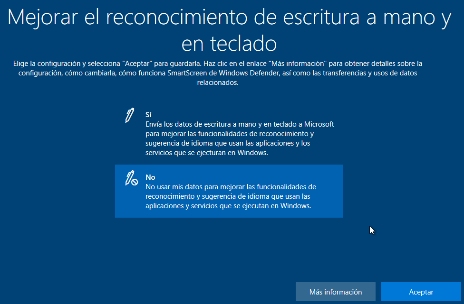 Mejorar el reconocimiento de escritura a mano y
en teclado
Elige la configuración y selecciona "Aceptar" para guardarla. Haz clic en el enlace "Más información" para obtener detalles sobre la
configuración, cómo cambiarla, cómo funciona SmartScreen de Windows Defender, así como las transferencias y usos de datos
relacionados.
Sí
Envía los datos de escritura a mano y en teclado a Microsoft
para mejorar las funcionalidades de reconocimiento y
sugerencia de idioma que usan las aplicaciones y los
servicios que se ejecturan en Windows.
No
No usar mis datos para mejorar las funcionalidades de
reconocimiento y sugerencia de idioma que usan las
aplicaciones y servicios que se ejecutan en Windows.
Más información
Aceptar